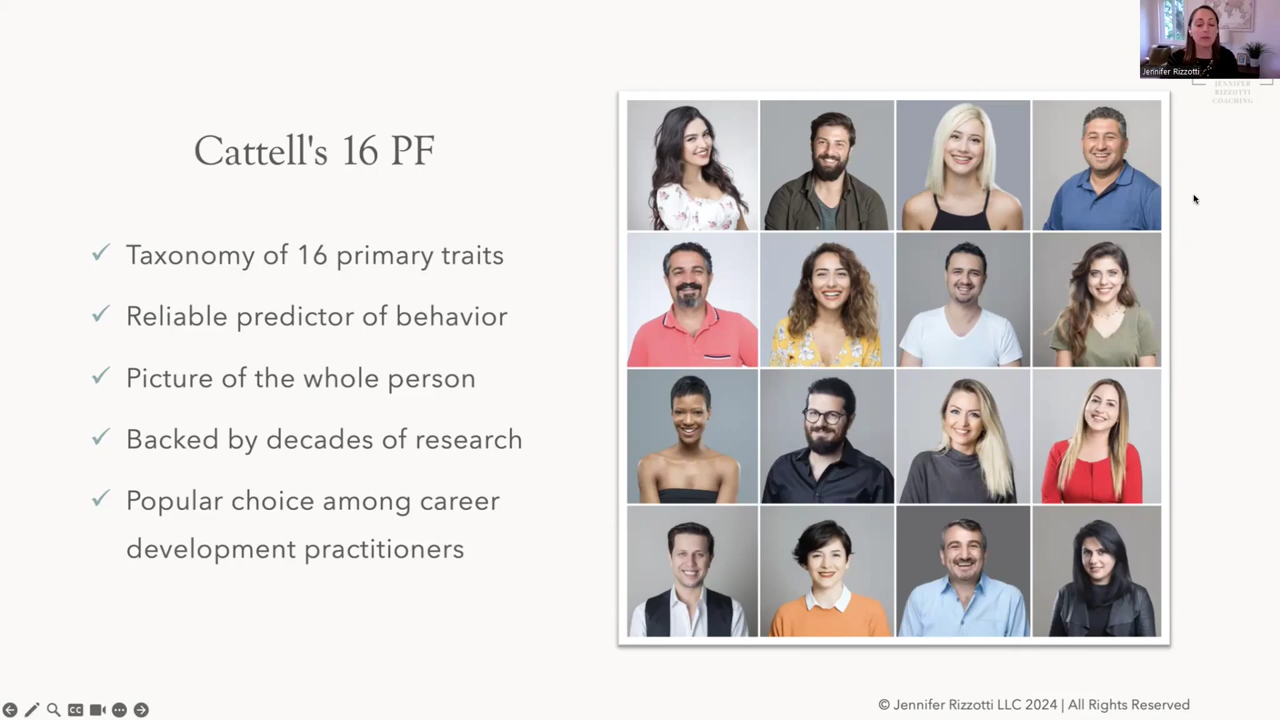 Jennifer Rizzotti
JENNIFER
RIZZOTTI
COACHING
Cattell's 16 PF
✓ Taxonomy of 16 primary traits
✓ Reliable predictor of behavior
✓ Picture of the whole person
✓ Backed by decades of research
✓ Popular choice among career
development practitioners
CC
© Jennifer Rizzotti LLC 2024 | All Rights Reserved